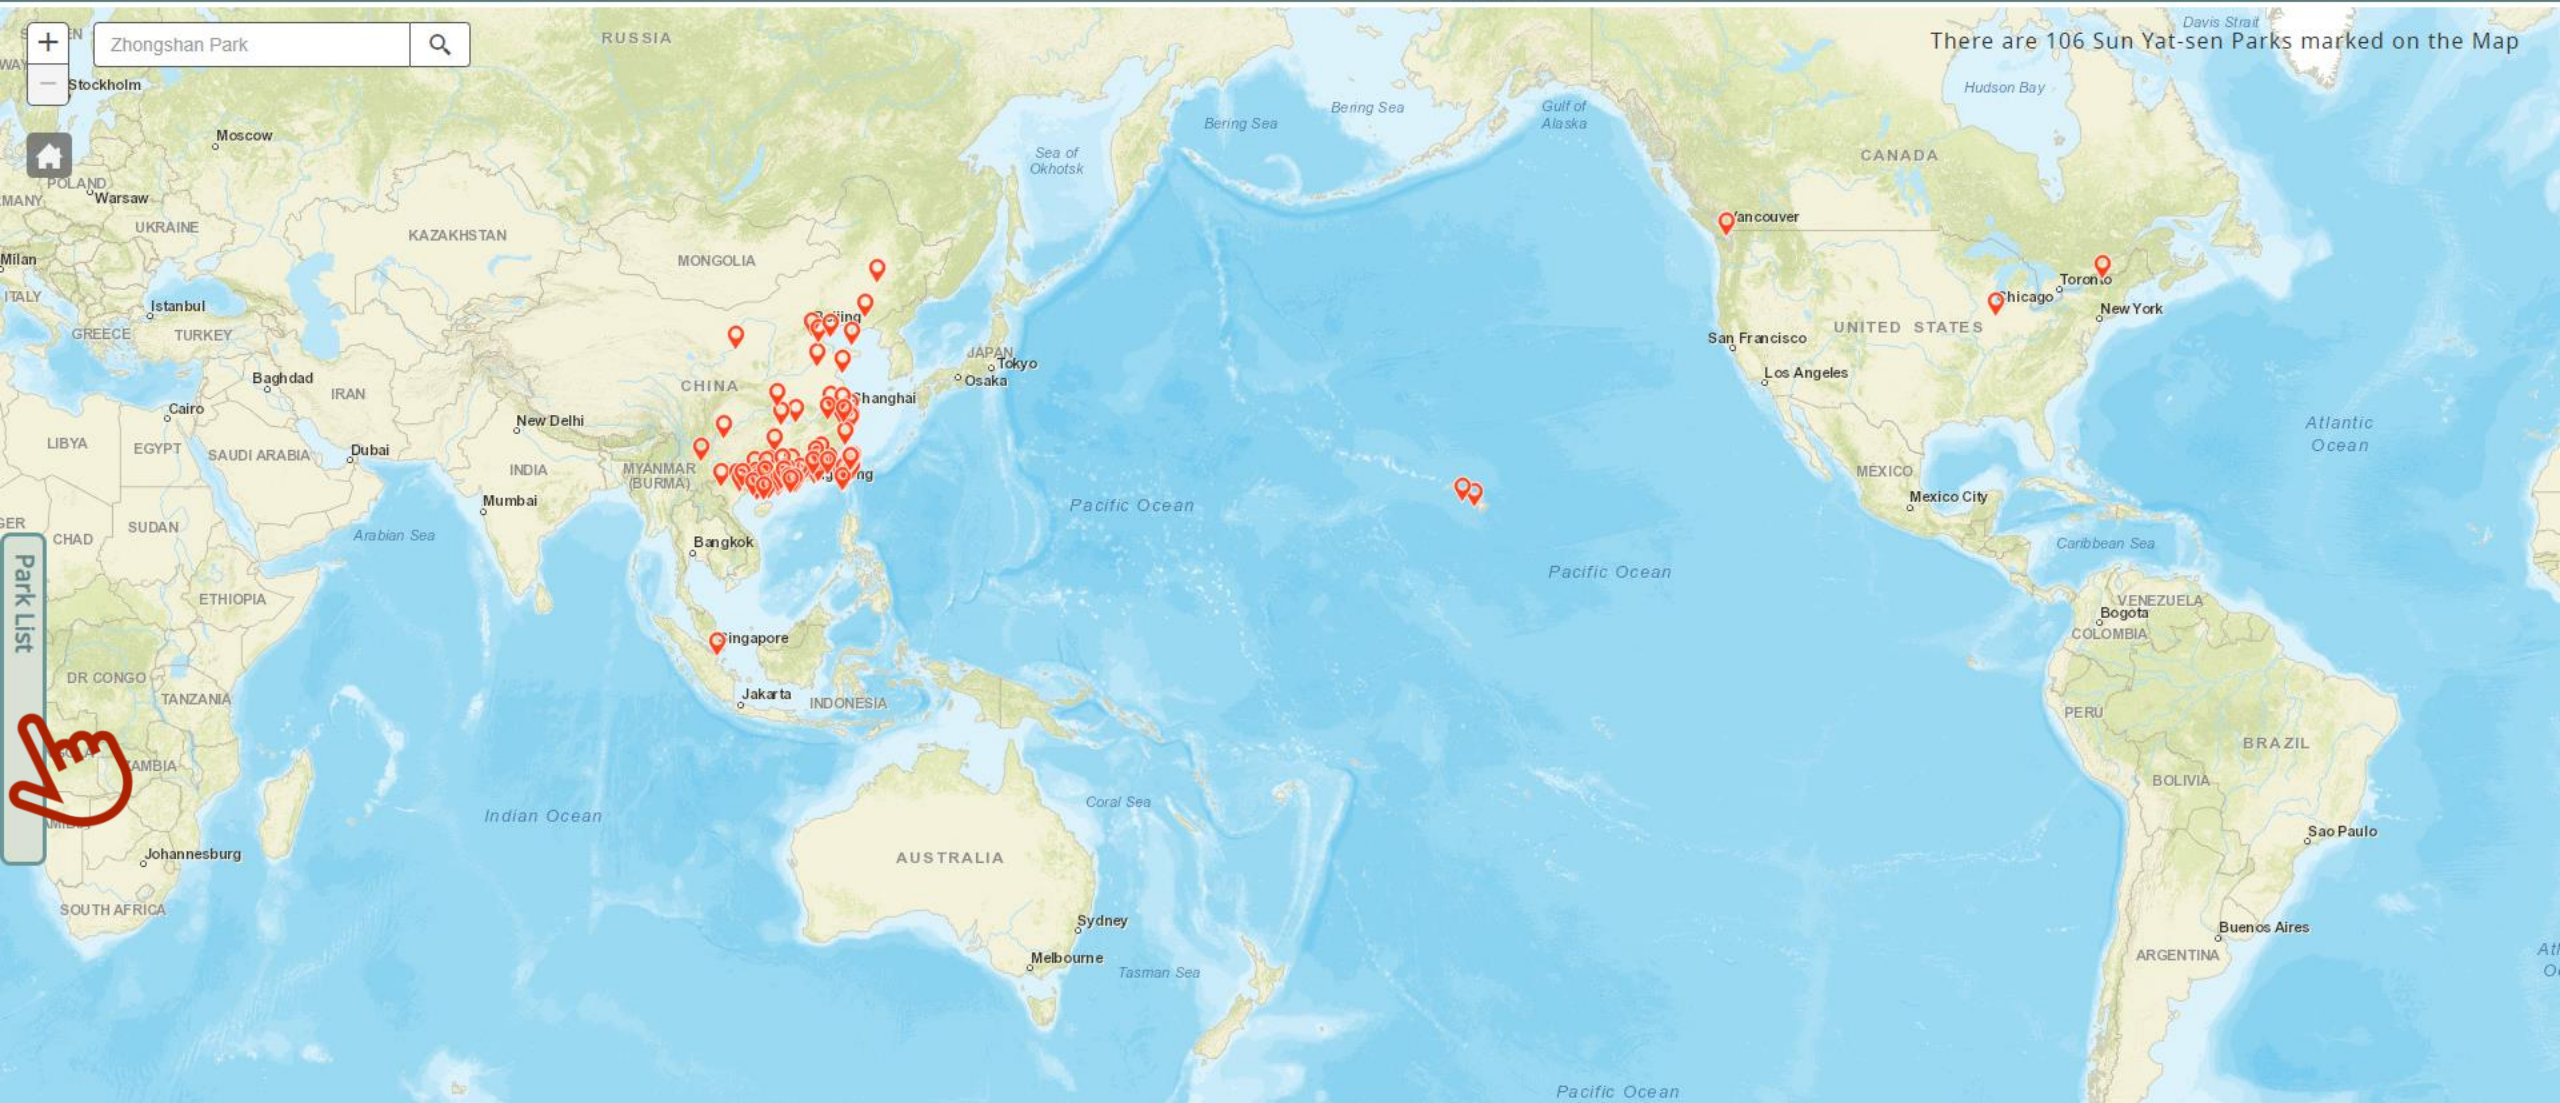 +
Zhongshan Park
There are 106 Sun Yat-sen Parks marked on the Map
RUSSIA
Davis Strait
Stockholm
Hudson Bay
Bering Sea
Bering Sea
Gulf of
Alaska
Moscow
Sea of
Okhotsk
CANADA
POLAND
Warsaw
MANY
UKRAINE
KAZAKHSTAN
MONGOLIA
Milan
ITALY
Istanbul
GREECE
TURKEY
Toronto
New York
UNITED STATES
San Francisco
JAPAN
Tokyo
Osaka
Los Angeles
Baghdad
IRAN
CHINA
Shanghai
Cairo
New Delhi
LIBYA
EGYPT
SAUDI ARABIA
Dubai
INDIA
MYANMAR
(BURMA)
Atlantic
Ocean
MÉXICO
Mexico City
Mumbai
Pacific Ocean
SUDAN
CHAD
Arabian Sea
Bangkok
Caribbean Sea
Pacific Ocean
Park List
ETHIOPIA
VENEZUELA
Bogota
COLOMBIA
Singapore
DR CONGO
TANZANIA
Jakarta
INDONESIA
PERU
BRAZIL
BOLIVIA
Coral Sea
Indian Ocean
Sao Paulo
Johannesburg
AUSTRALIA
SOUTH AFRICA
Sydney
Buenos Aires
Melbourne
Tasman Sea
ARGENTINA
Pacific Ocean